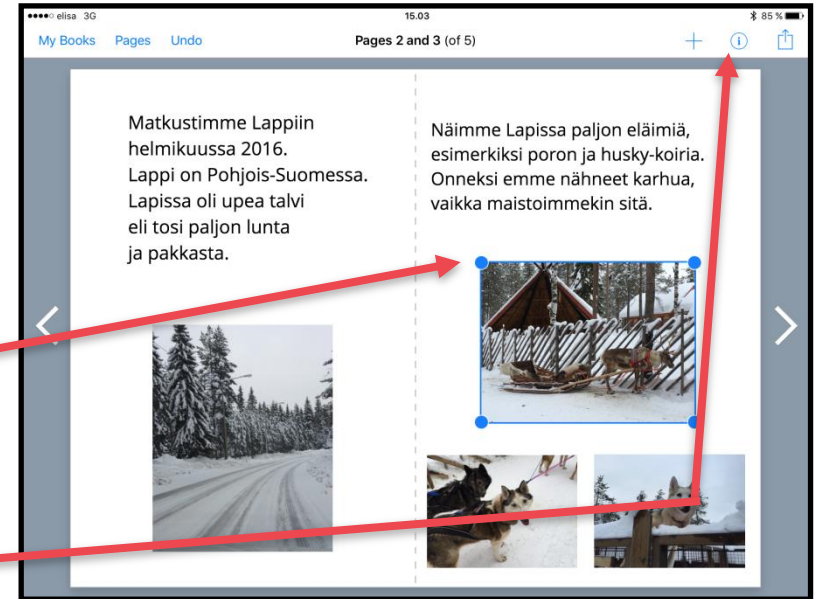 elisa 3G
15.03
85 %
My Books Pages Undo
Pages 2 and 3 (of 5)
Matkustimme Lappiin
helmikuussa 2016.
Lappi on Pohjois-Suomessa.
Lapissa oli upea talvi
eli tosi paljon lunta
ja pakkasta.
Näimme Lapissa paljon eläimiä,
esimerkiksi poron ja husky-koiria.
Onneksi emme nähneet karhua,
vaikka maistoimmekin sitä.